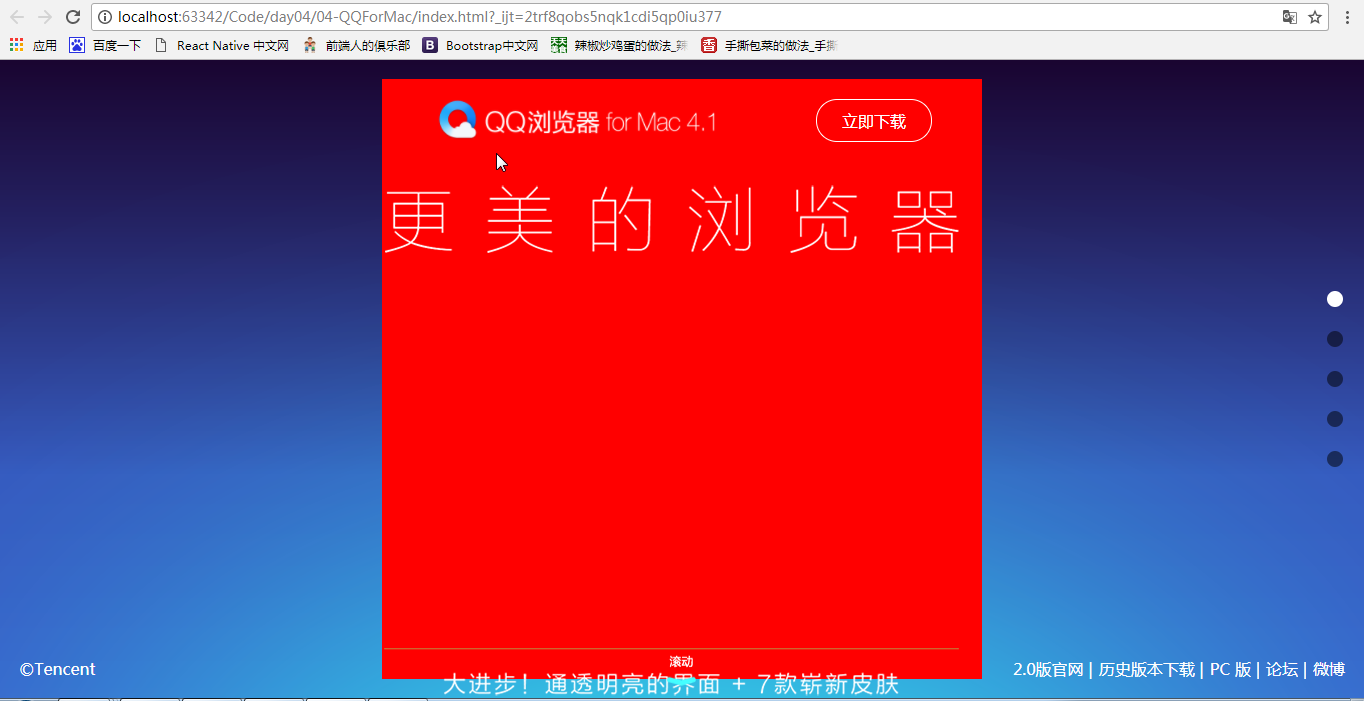 localhost:63342/Code/day04/04-QQForMac/index.html?_ijt=2trf8qobs5nqk1cdi5qp0iu377
应用 百度一下 React Native 中文网 前端人的俱乐部 B Bootstrap中文网 辣椒炒鸡蛋的做法_辣 香 手撕包菜的做法_手撕
QQ浏览器 for Mac 4.1 立即下载
更美的浏览器
滚动
©Tencent 2.0版官网 | 历史版本下载 | PC 版 | 论坛 | 微博
大进步！通透明亮的界面 + 7款崭新皮肤